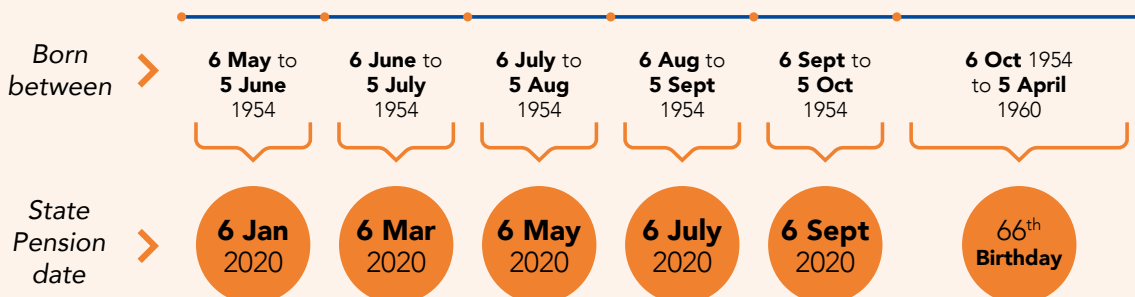 Born
between
6 May to
5 June
1954
6 June to
5 July
1954
6 July to
5 Aug
1954
6 Aug to
5 Sept
1954
6 Sept to
5 Oct
1954
6 Oct 1954
to 5 April
1960
State
Pension
date
6 Jan
2020
6 Mar
2020
6 May
2020
6 July
2020
6 Sept
2020
66th
Birthday